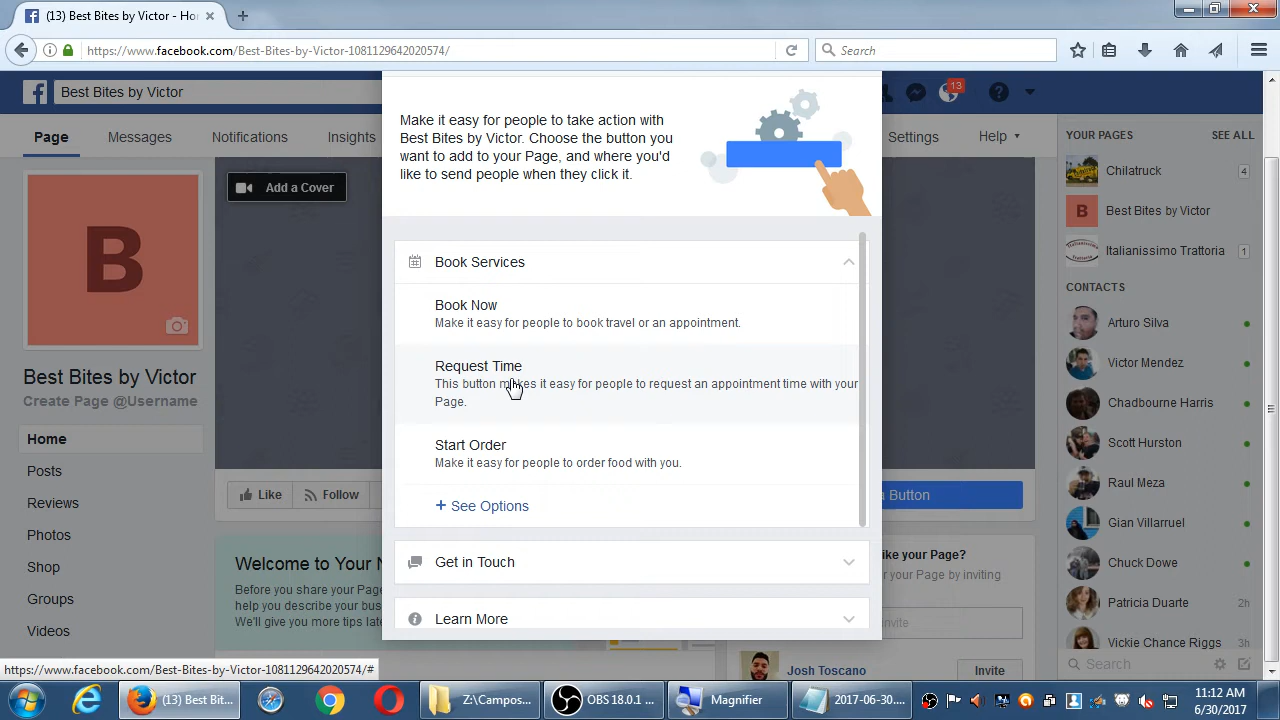 (13) Best Bites by Victor - Ho
https://www.facebook.com/Best-Bites-by-Victor-1081129642020574/
Search
Best Bites by Victor
13
Page
Messages
Notifications
Insights
Settings
Help
Make it easy for people to take action with
Best Bites by Victor. Choose the button you
want to add to your Page, and where you'd
like to send people when they click it.
Add a Cover
B
Best Bites by Victor
Create Page @Username
Home
Posts
Reviews
Photos
Shop
Groups
Videos
Book Services
Book Now
Make it easy for people to book travel or an appointment.
Request Time
This button makes it easy for people to request an appointment time with your
Page.
Start Order
Make it easy for people to order food with you.
+ See Options
Get in Touch
Learn More
Like
Follow
a Button
Welcome to Your N
Before you share your Page
help you describe your bus
We'll give you more tips late
ike your Page?
r your Page by inviting
nvite
Josh Toscano
Invite
YOUR PAGES
SEE ALL
Chilatruck
4
B
Best Bites by Victor
Italianissimo Trattoria
1
CONTACTS
Arturo Silva
Victor Mendez
Chadbourne Harris
Scott Hurston
Raul Meza
Gian Villarruel
Chuck Dowe
Patricia Duarte
2h
Vickie Chance Riggs
3h
Search
https://www.facebook.com/Best-Bites-by-Victor-1081129642020574/#
(13) Best Bit...
Z:\Campos...
OBS 18.0.1 ...
Magnifier
2017-06-30....
11:12 AM
6/30/2017